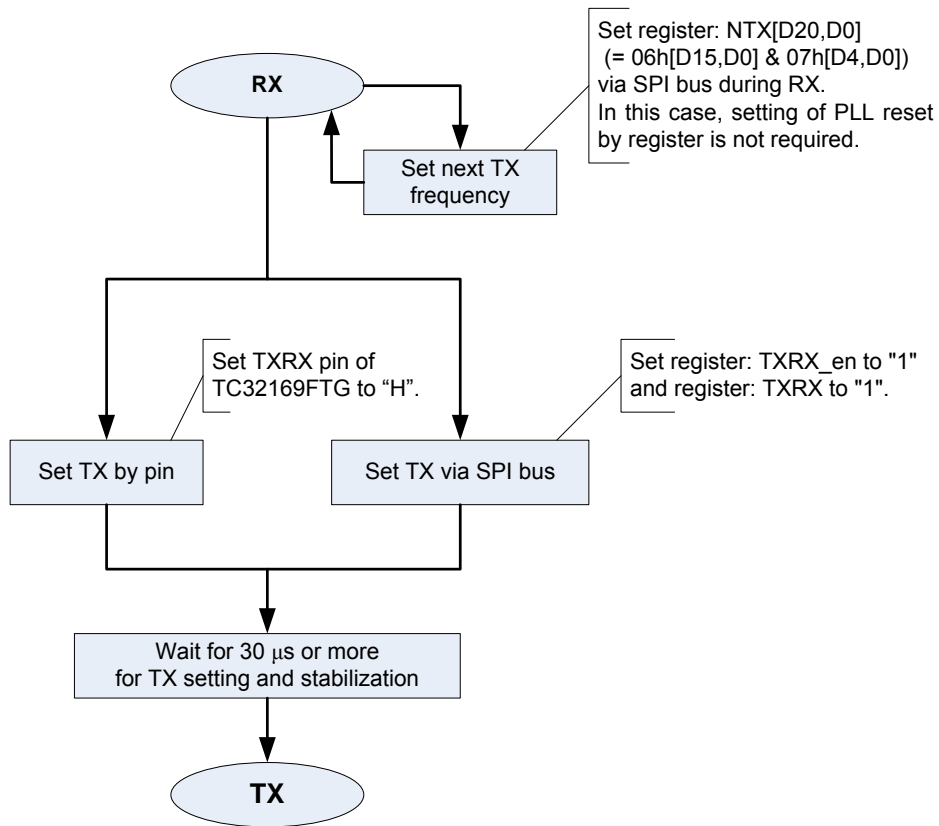 RX
Set register: NTX[D20,D0]
(= 06h[D15,D0] & 07h[D4,D0])
via SPI bus during RX.
In this case, setting of PLL reset
by register is not required.
Set next TX
frequency
Set TXRX pin of
TC32169FTG to “H”.
Set register: TXRX_en to "1"
and register: TXRX to "1".
Set TX by pin
Set TX via SPI bus
Wait for 30 μs or more
for TX setting and stabilization
TX